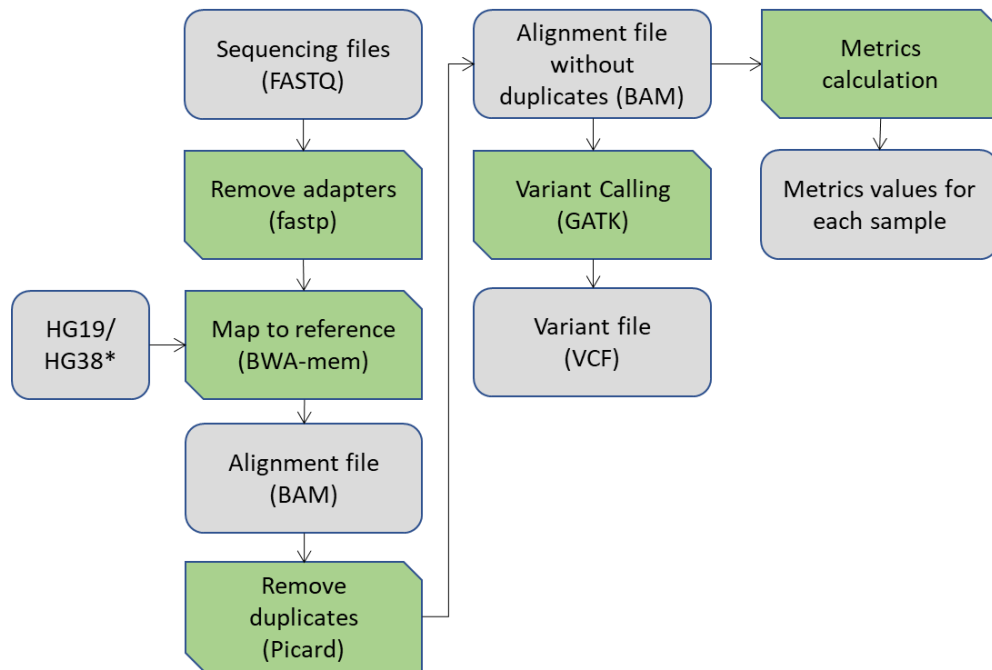 Sequencing files
(FASTQ)
Remove adapters
(fastp)
HG19/
HG38*
Map to reference
(BWA-mem)
Alignment file
(BAM)
Remove
duplicates
(Picard)
Alignment file
without
duplicates (BAM)
Variant Calling
(GATK)
Variant file
(VCF)
Metrics
calculation
Metrics values for
each sample